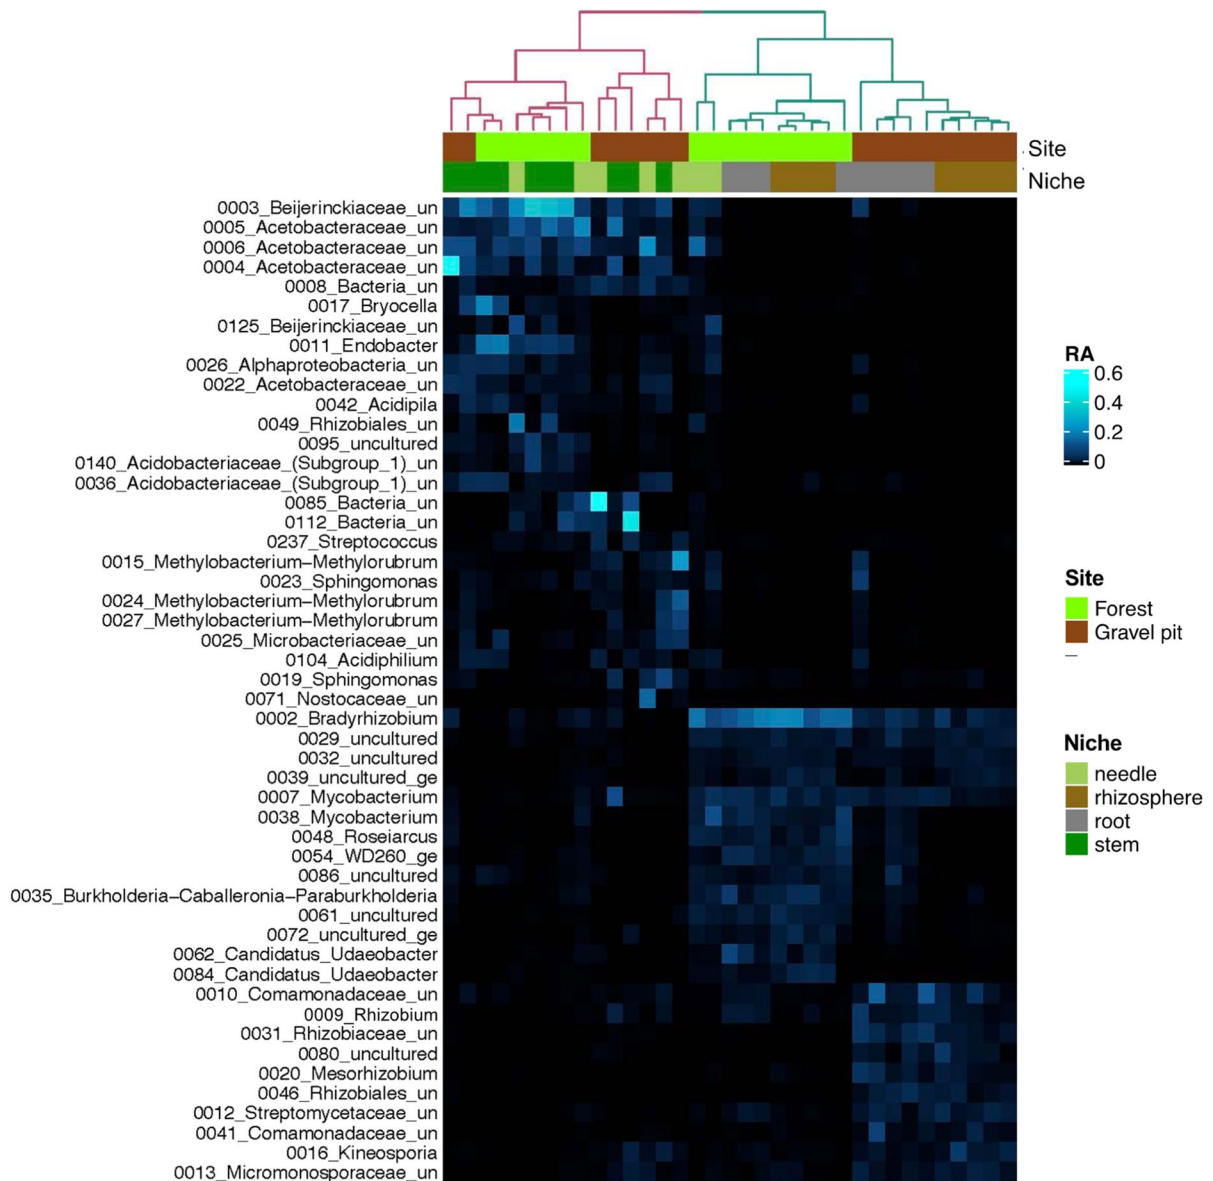 Site
Niche
0003_Beijerinckiaceae_un
0005_Acetobacteraceae_un
0006_Acetobacteraceae_un
0004_Acetobacteraceae_un
0008_Bacteria_un
0017_Bryocella
0125_Beijerinckiaceae_un
0011_Endobacter
0026_Alphaproteobacteria_un
0022_Acetobacteraceae_un
0042_Acidipila
0049_Rhizobiales_un
0095_uncultured
0140_Acidobacteriaceae_(Subgroup_1)_un
0036_Acidobacteriaceae_(Subgroup_1)_un
0085_Bacteria_un
0112_Bacteria_un
0237_Streptococcus
0015_Methylobacterium−Methylorubrum
0023_Sphingomonas
0024_Methylobacterium−Methylorubrum
0027_Methylobacterium−Methylorubrum
0025_Microbacteriaceae_un
0104_Acidiphilium
0019_Sphingomonas
0071_Nostocaceae_un
0002_Bradyrhizobium
0029_uncultured
0032_uncultured
0039_uncultured_ge
0007_Mycobacterium
0038_Mycobacterium
0048_Roseiarcus
0054_WD260_ge
0086_uncultured
0035_Burkholderia−Caballeronia−Paraburkholderia
0061_uncultured
0072_uncultured_ge
0062_Candidatus_Udaeobacter
0084_Candidatus_Udaeobacter
0010_Comamonadaceae_un
0009_Rhizobium
0031_Rhizobiaceae_un
0080_uncultured
0020_Mesorhizobium
0046_Rhizobiales_un
0012_Streptomycetaceae_un
0041_Comamonadaceae_un
0016_Kineosporia
0013_Micromonosporaceae_un
RA
0.6
0.4
0.2
0
Site
Forest
Gravel pit
Niche
needle
rhizosphere
root
stem